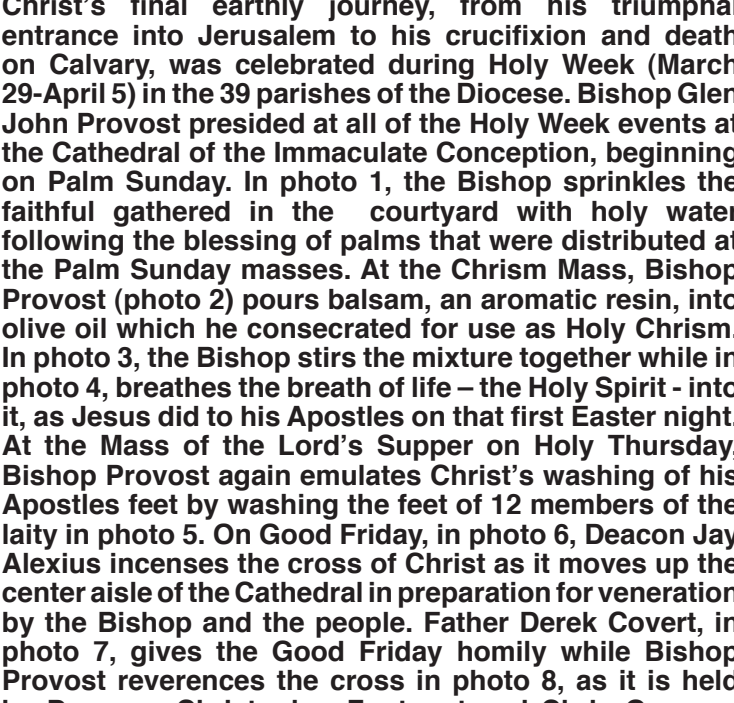 Christ's final earthly journey, from his triumphal
entrance into Jerusalem to his crucifixion and death
on Calvary, was celebrated during Holy Week (March
29-April 5) in the 39 parishes of the Diocese. Bishop Glen
John Provost presided at all of the Holy Week events at
the Cathedral of the Immaculate Conception, beginning
on Palm Sunday. In photo 1, the Bishop sprinkles the
faithful gathered in the courtyard with holy water
following the blessing of palms that were distributed at
the Palm Sunday masses. At the Chrism Mass, Bishop
Provost (photo 2) pours balsam, an aromatic resin, into
olive oil which he consecrated for use as Holy Chrism.
In photo 3, the Bishop stirs the mixture together while in
photo 4, breathes the breath of life – the Holy Spirit - into
it, as Jesus did to his Apostles on that first Easter night.
At the Mass of the Lord's Supper on Holy Thursday,
Bishop Provost again emulates Christ's washing of his
Apostles feet by washing the feet of 12 members of the
laity in photo 5. On Good Friday, in photo 6, Deacon Jay
Alexius incenses the cross of Christ as it moves up the
center aisle of the Cathedral in preparation for veneration
by the Bishop and the people. Father Derek Covert, in
photo 7, gives the Good Friday homily while Bishop
Provost reverences the cross in photo 8, as it is held